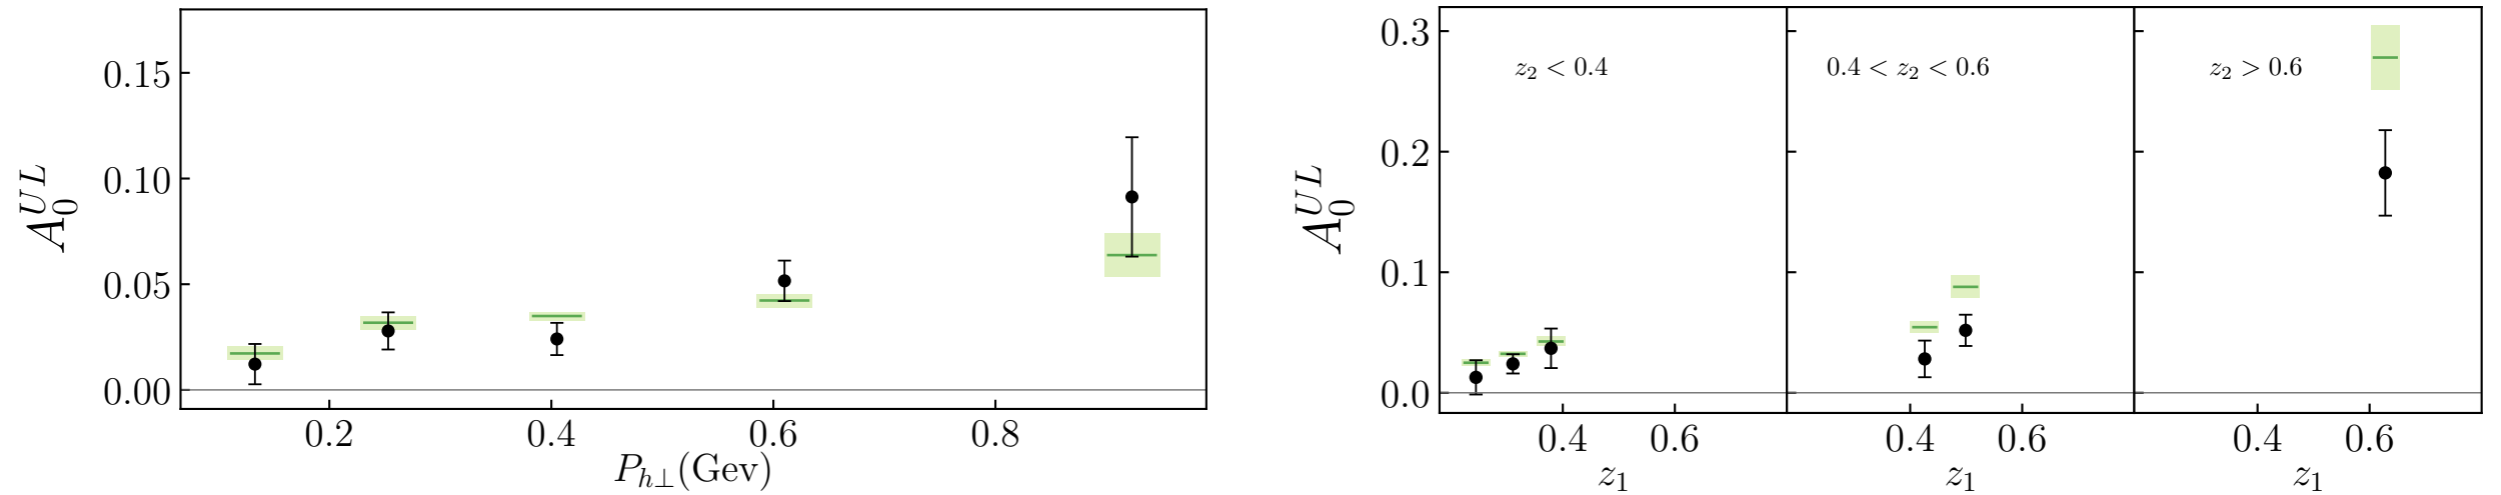 A_0^{UL}
0.15
0.10
0.05
0.00
0.2 0.4 0.6 0.8
P_{h⊥}(Gev)
A_0^{UL}
0.3
0.2
0.1
0.0
z_2 < 0.4
0.4 < z_2 < 0.6
z_2 > 0.6
0.4 0.6 0.4 0.6 0.4 0.6
z_1 z_1 z_1